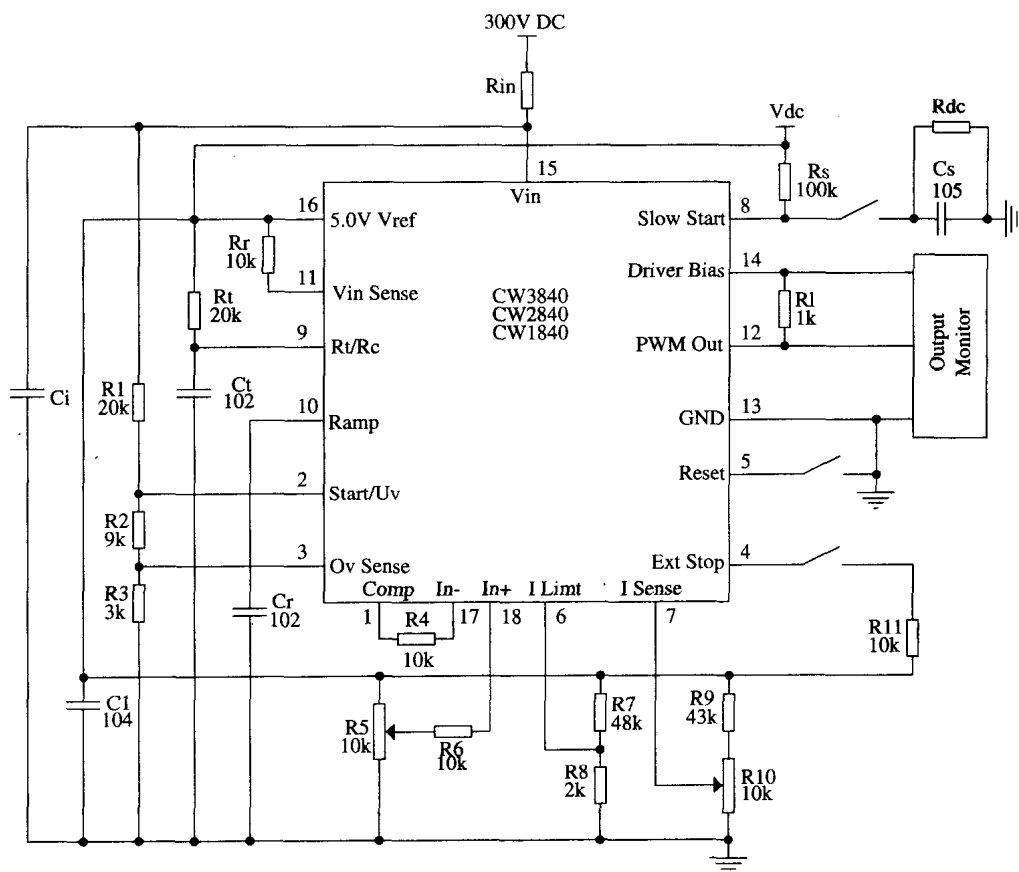 300V DC
Rin
Vdc
Rdc
15
Vin
Rs
100k
Cs
105
16
5.0V Vref
Slow Start
8
Rr
10k
11
Vin Sense
Driver Bias
14
CW3840
CW2840
CW1840
Rt
20k
Rl
1k
9
Rt/Rc
PWM Out
12
Output
Monitor
Ci
R1
20k
Ct
102
10
Ramp
GND
13
Reset
5
2
Start/Uv
R2
9k
3
Ov Sense
Ext Stop
4
R3
3k
Cr
102
Comp
In-
In+
I Limt
I Sense
1
17
18
6
7
R4
10k
R11
10k
C1
104
R5
10k
R6
10k
R7
48k
R9
43k
R8
2k
R10
10k